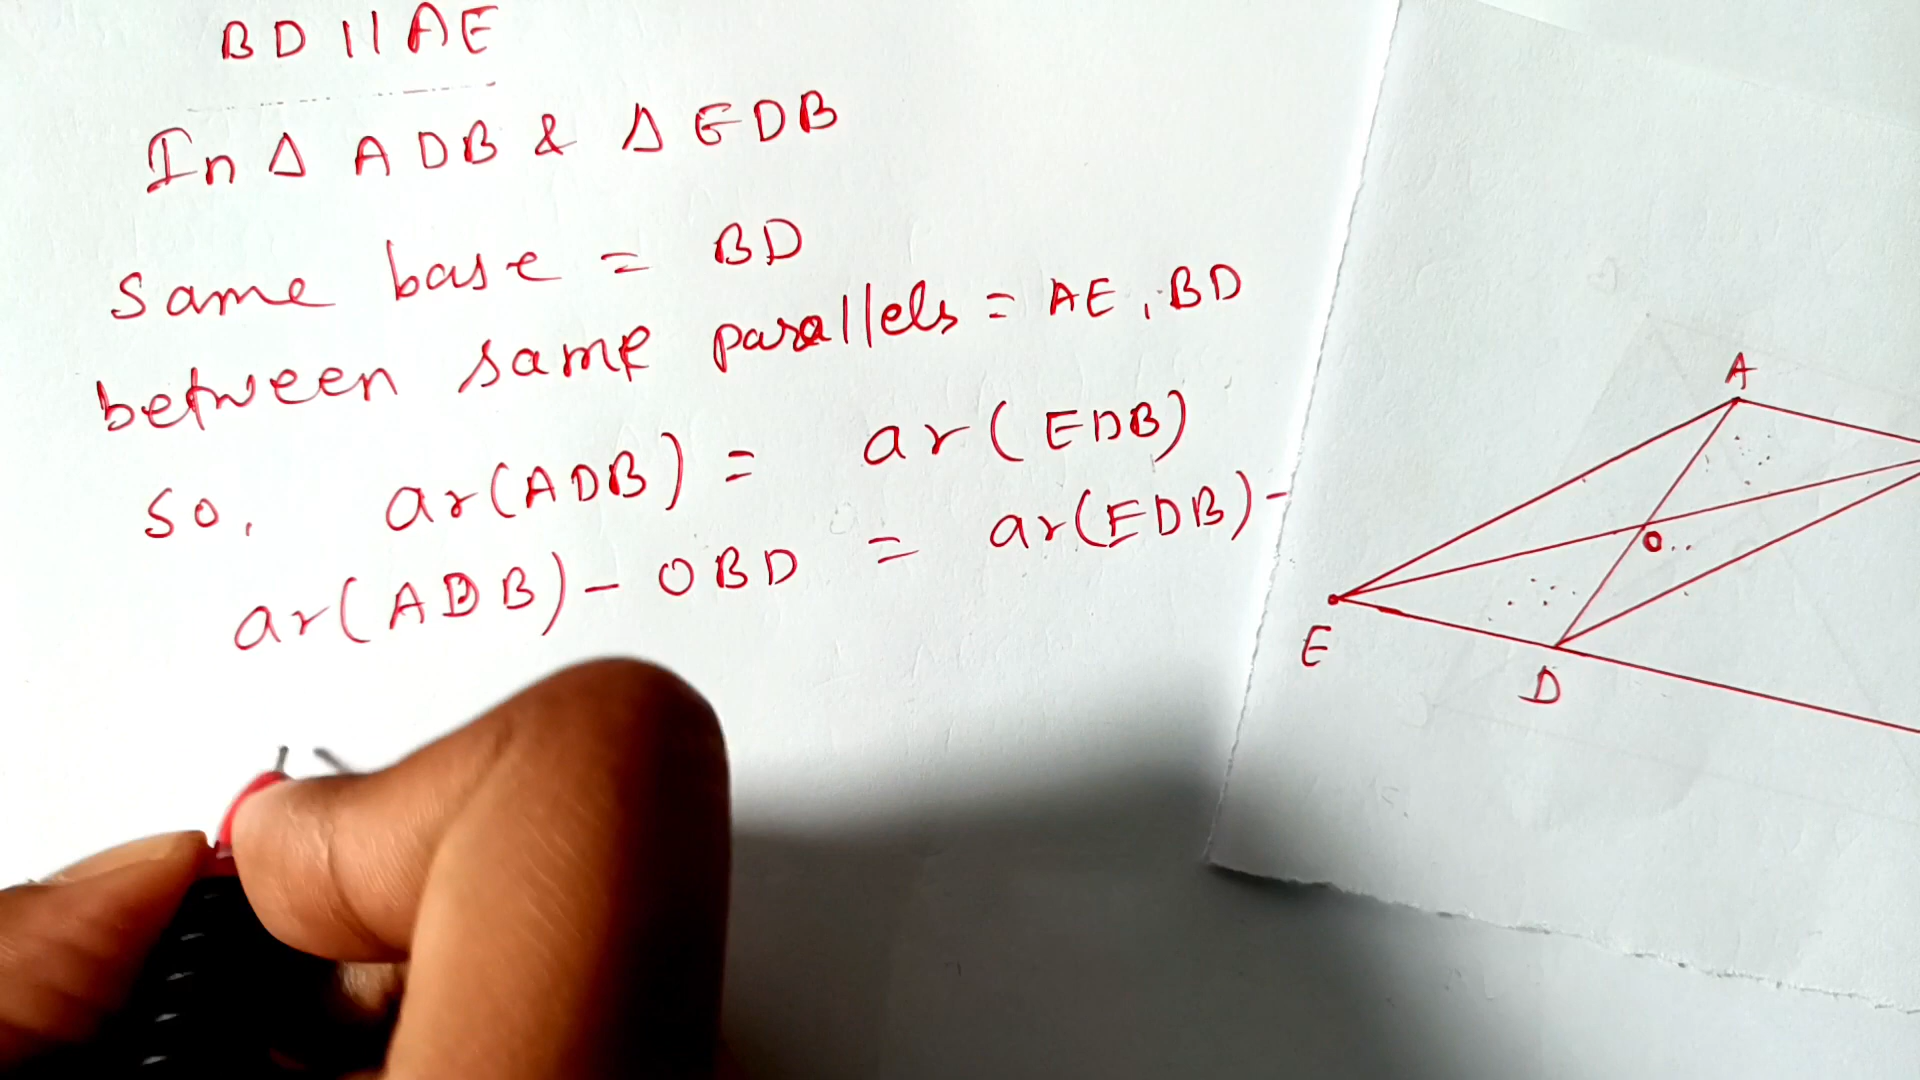 BD || AE
In Δ ADB & Δ EDB
Same base = BD
between same parallels = AE, BD
So, ar(ADB) = ar(EDB)
ar(ADB) - OBD = ar(EDB) -
A
O
E
D